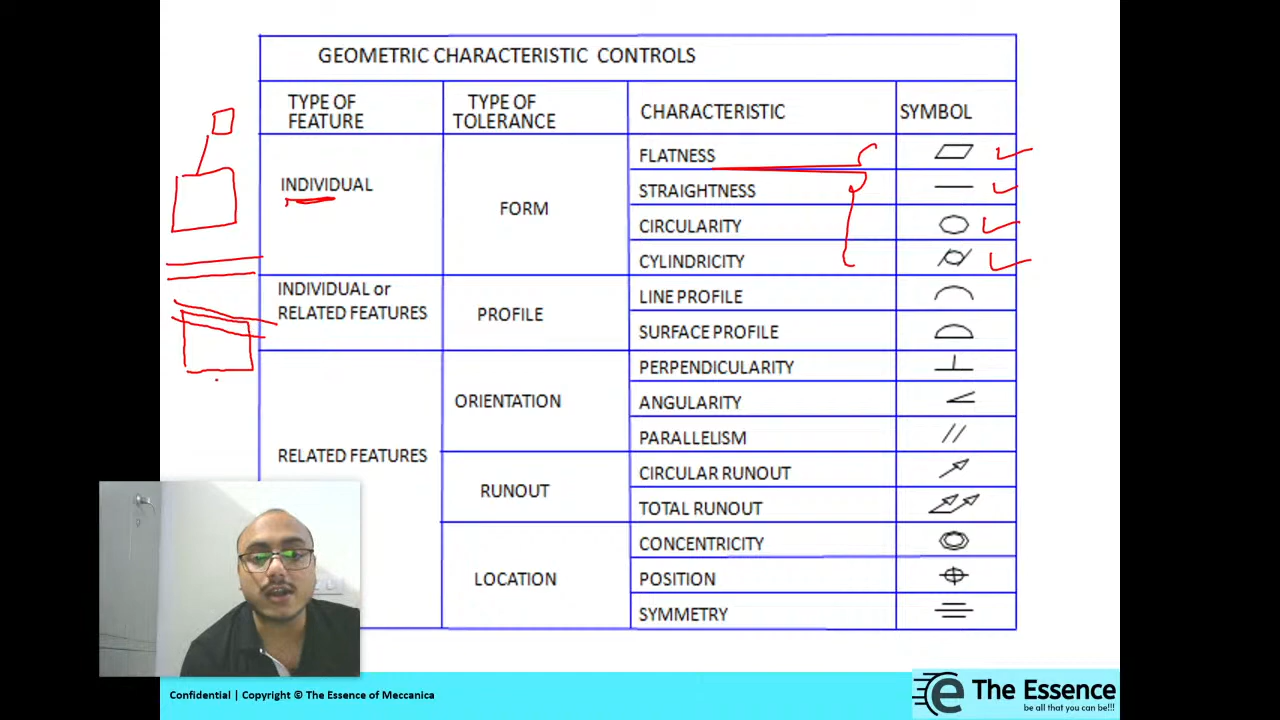 GEOMETRIC CHARACTERISTIC CONTROLS
TYPE OF
FEATURE
TYPE OF
TOLERANCE
CHARACTERISTIC
SYMBOL
INDIVIDUAL
FORM
FLATNESS
STRAIGHTNESS
CIRCULARITY
CYLINDRICITY
INDIVIDUAL or
RELATED FEATURES
PROFILE
LINE PROFILE
SURFACE PROFILE
RELATED FEATURES
ORIENTATION
PERPENDICULARITY
ANGULARITY
PARALLELISM
RUNOUT
CIRCULAR RUNOUT
TOTAL RUNOUT
LOCATION
CONCENTRICITY
POSITION
SYMMETRY
Confidential | Copyright © The Essence of Meccanica
e The Essence
be all that you can be!!!